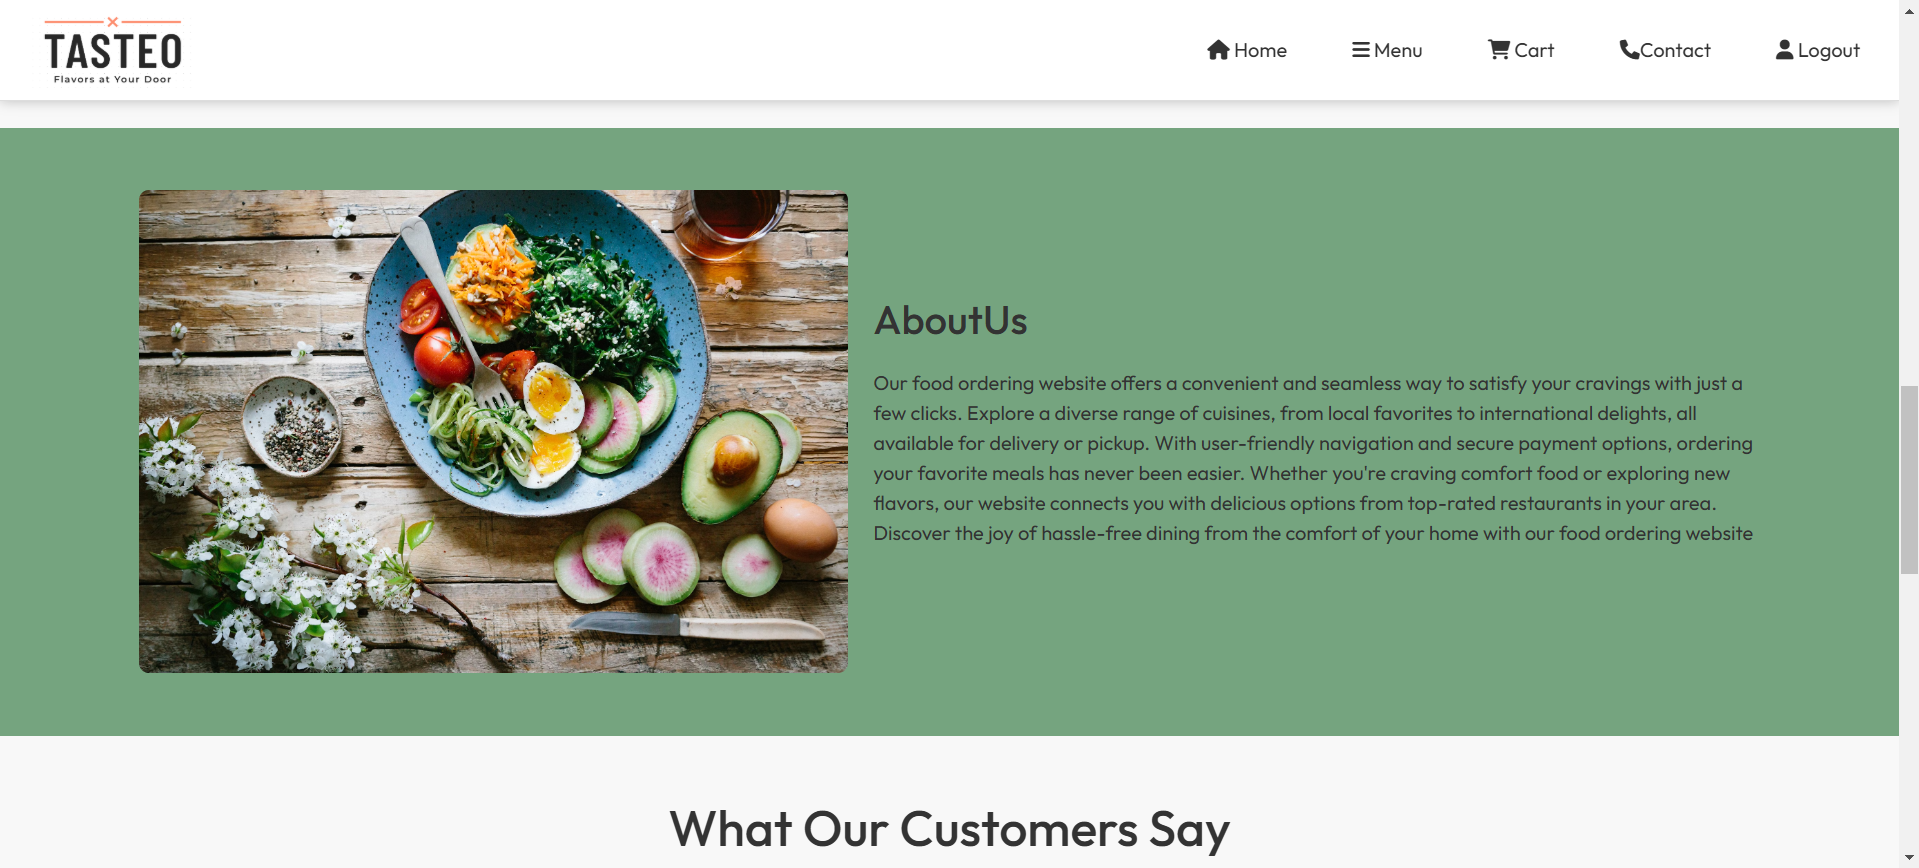 TASTEO
Flavors at Your Door
Home
Menu
Cart
Contact
Logout
AboutUs
Our food ordering website offers a convenient and seamless way to satisfy your cravings with just a
few clicks. Explore a diverse range of cuisines, from local favorites to international delights, all
available for delivery or pickup. With user-friendly navigation and secure payment options, ordering
your favorite meals has never been easier. Whether you're craving comfort food or exploring new
flavors, our website connects you with delicious options from top-rated restaurants in your area.
Discover the joy of hassle-free dining from the comfort of your home with our food ordering website
What Our Customers Say